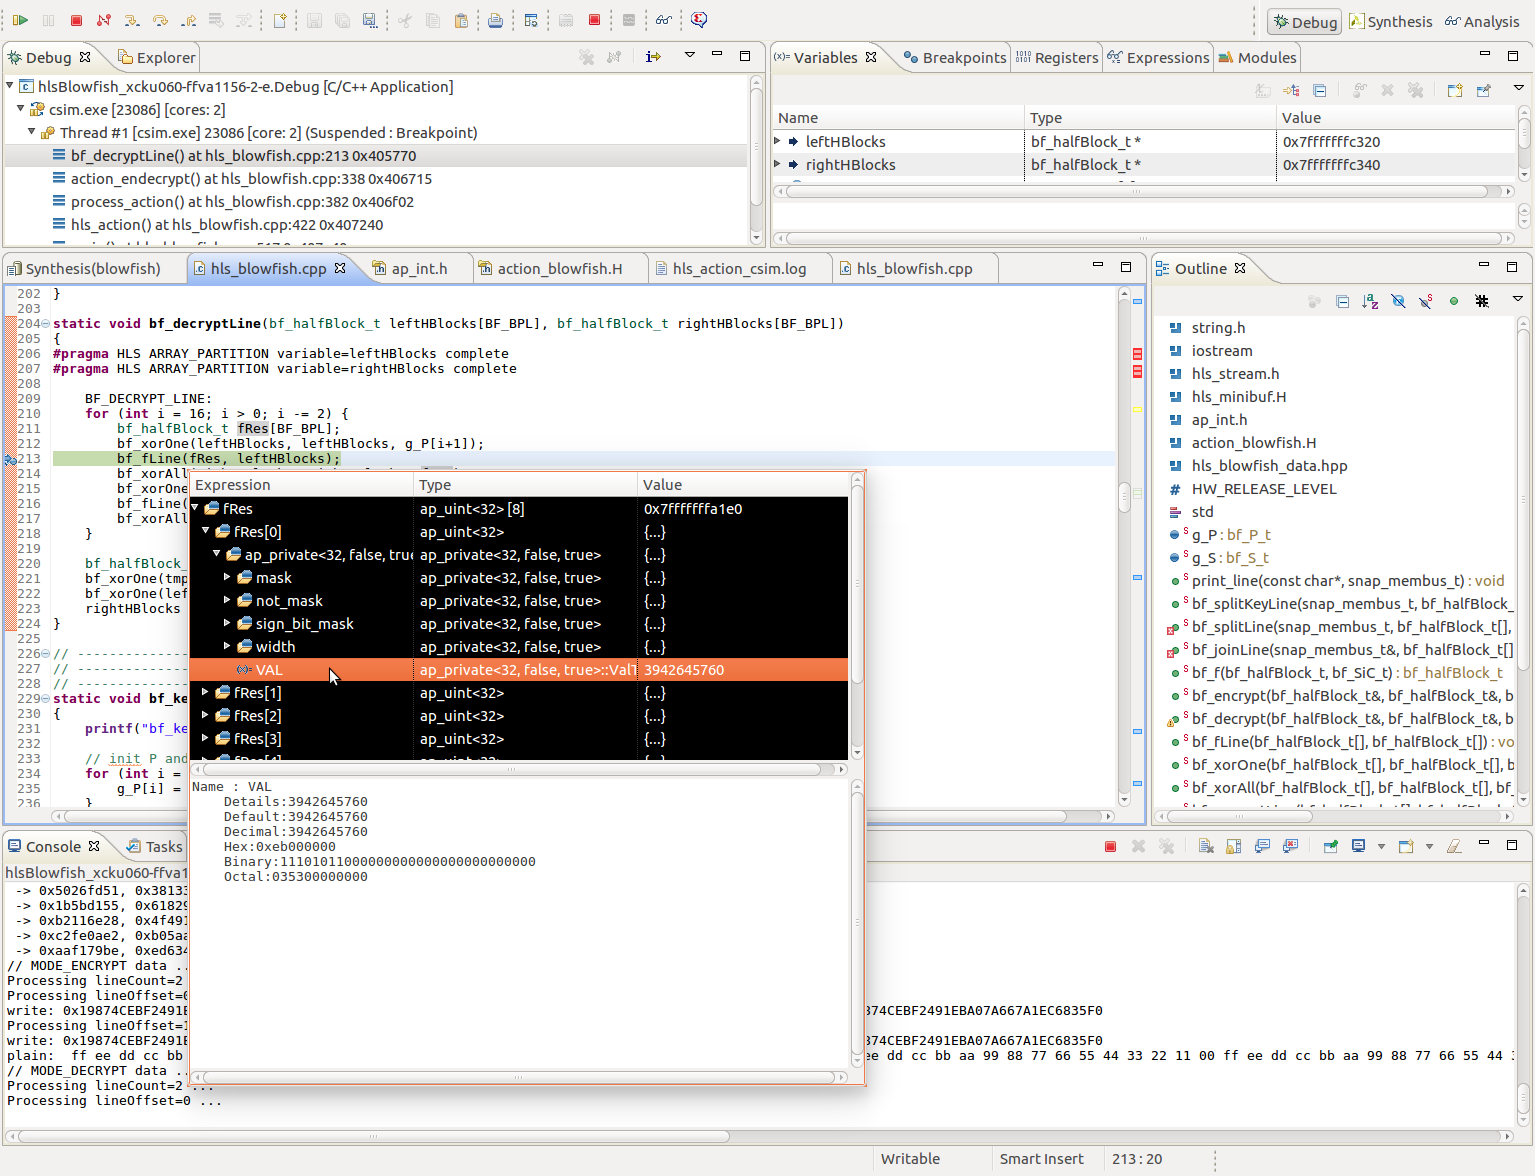 Debug
Synthesis
Analysis
Debug
Explorer
hlsBlowfish_xcku060-ffva1156-2-e.Debug [C/C++ Application]
csim.exe [23086] [cores: 2]
Thread #1 [csim.exe] 23086 [core: 2] (Suspended : Breakpoint)
bf_decryptLine() at hls_blowfish.cpp:213 0x405770
action_endecrypt() at hls_blowfish.cpp:338 0x406715
process_action() at hls_blowfish.cpp:382 0x406f02
hls_action() at hls_blowfish.cpp:422 0x407240
(x)= Variables
Breakpoints
Registers
Expressions
Modules
Name Type Value
leftHBlocks bf_halfBlock_t * 0x7fffffffc320
rightHBlocks bf_halfBlock_t * 0x7fffffffc340
Synthesis(blowfish)
hls_blowfish.cpp
ap_int.h
action_blowfish.H
hls_action_csim.log
hls_blowfish.cpp
202 }
203
204 static void bf_decryptLine(bf_halfBlock_t leftHBlocks[BF_BPL], bf_halfBlock_t rightHBlocks[BF_BPL])
205 {
206 #pragma HLS ARRAY_PARTITION variable=leftHBlocks complete
207 #pragma HLS ARRAY_PARTITION variable=rightHBlocks complete
208
209 BF_DECRYPT_LINE:
210 for (int i = 16; i > 0; i -= 2) {
211 bf_halfBlock_t fRes[BF_BPL];
212 bf_xorOne(leftHBlocks, leftHBlocks, g_P[i+1]);
213 bf_fLine(fRes, leftHBlocks);
214 bf_xorAl
215 bf_xorOne
216 bf_fLine(
217 bf_xorAl
218 }
219
220 bf_halfBlock
221 bf_xorOne(tmp
222 bf_xorOne(lef
223 rightHBlocks
224 }
225
226 // --------------
227 // --------------
228 // --------------
229 static void bf_ke
230 {
231 printf("bf_ke
232
233 // init P and
234 for (int i =
235 g_P[i] =
236 }
Expression Type Value
fRes ap_uint<32> [8] 0x7fffffffa1e0
fRes[0] ap_uint<32> {...}
ap_private<32, false, true ap_private<32, false, true> {...}
mask ap_private<32, false, true> {...}
not_mask ap_private<32, false, true> {...}
sign_bit_mask ap_private<32, false, true> {...}
width ap_private<32, false, true> {...}
(x)= VAL ap_private<32, false, true>::ValT 3942645760
fRes[1] ap_uint<32> {...}
fRes[2] ap_uint<32> {...}
fRes[3] ap_uint<32> {...}
Name : VAL
Details:3942645760
Default:3942645760
Decimal:3942645760
Hex:0xeb000000
Binary:11101011000000000000000000000000
Octal:035300000000
Outline
string.h
iostream
hls_stream.h
hls_minibuf.H
ap_int.h
action_blowfish.H
hls_blowfish_data.hpp
# HW_RELEASE_LEVEL
std
g_P : bf_P_t
g_S : bf_S_t
print_line(const char*, snap_membus_t) : void
bf_splitKeyLine(snap_membus_t, bf_halfBlock_
bf_splitLine(snap_membus_t, bf_halfBlock_t[],
bf_joinLine(snap_membus_t&, bf_halfBlock_t[]
bf_f(bf_halfBlock_t, bf_SiC_t) : bf_halfBlock_t
bf_encrypt(bf_halfBlock_t&, bf_halfBlock_t&, b
bf_decrypt(bf_halfBlock_t&, bf_halfBlock_t&, b
bf_fLine(bf_halfBlock_t[], bf_halfBlock_t[]) : vo
bf_xorOne(bf_halfBlock_t[], bf_halfBlock_t[], b
bf_xorAll(bf_halfBlock_t[], bf_halfBlock_t[], bf_
Console
Tasks
hlsBlowfish_xcku060-ffva1
-> 0x5026fd51, 0x38133
-> 0x1b5bd155, 0x61829
-> 0xb2116e28, 0x4f491
-> 0xc2fe0ae2, 0xb05aa
-> 0xaaf179be, 0xed634
// MODE_ENCRYPT data ..
Processing lineCount=2
Processing lineOffset=0
write: 0x19874CEBF2491E 874CEBF2491EBA07A667A1EC6835F0
Processing lineOffset=1
write: 0x19874CEBF2491E 874CEBF2491EBA07A667A1EC6835F0
plain: ff ee dd cc bb ee dd cc bb aa 99 88 77 66 55 44 33 22 11 00 ff ee dd cc bb aa 99 88 77 66 55 44 3
// MODE_DECRYPT data ..
Processing lineCount=2 ...
Processing lineOffset=0 ...
Writable
Smart Insert
213 : 20